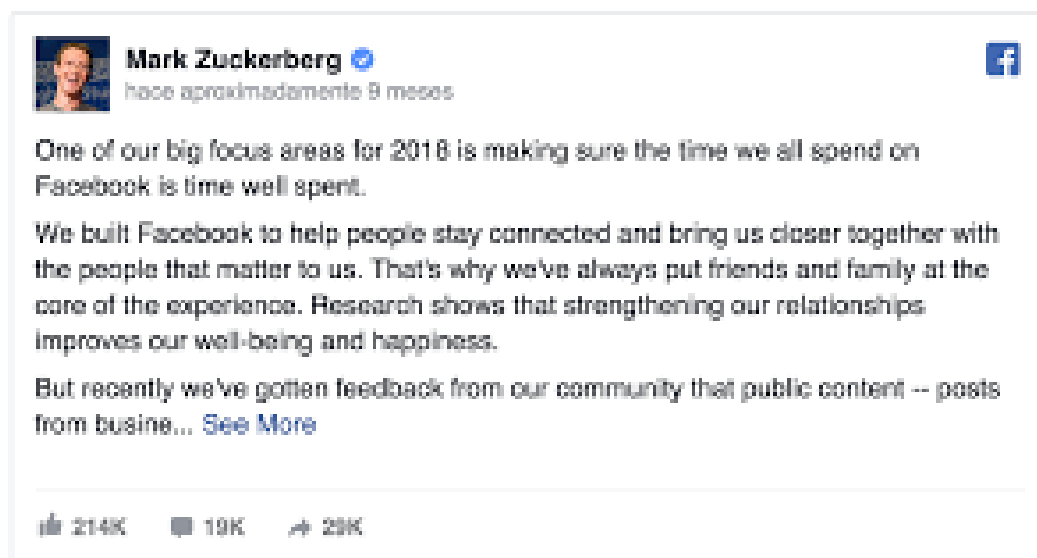 Mark Zuckerberg
hace aproximadamente 9 meses
One of our big focus areas for 2018 is making sure the time we all spend on
Facebook is time well spent.
We built Facebook to help people stay connected and bring us closer together with
the people that matter to us. That's why we've always put friends and family at the
core of the experience. Research shows that strengthening our relationships
improves our well-being and happiness.
But recently we've gotten feedback from our community that public content -- posts
from busine... See More
214K 19K 29K